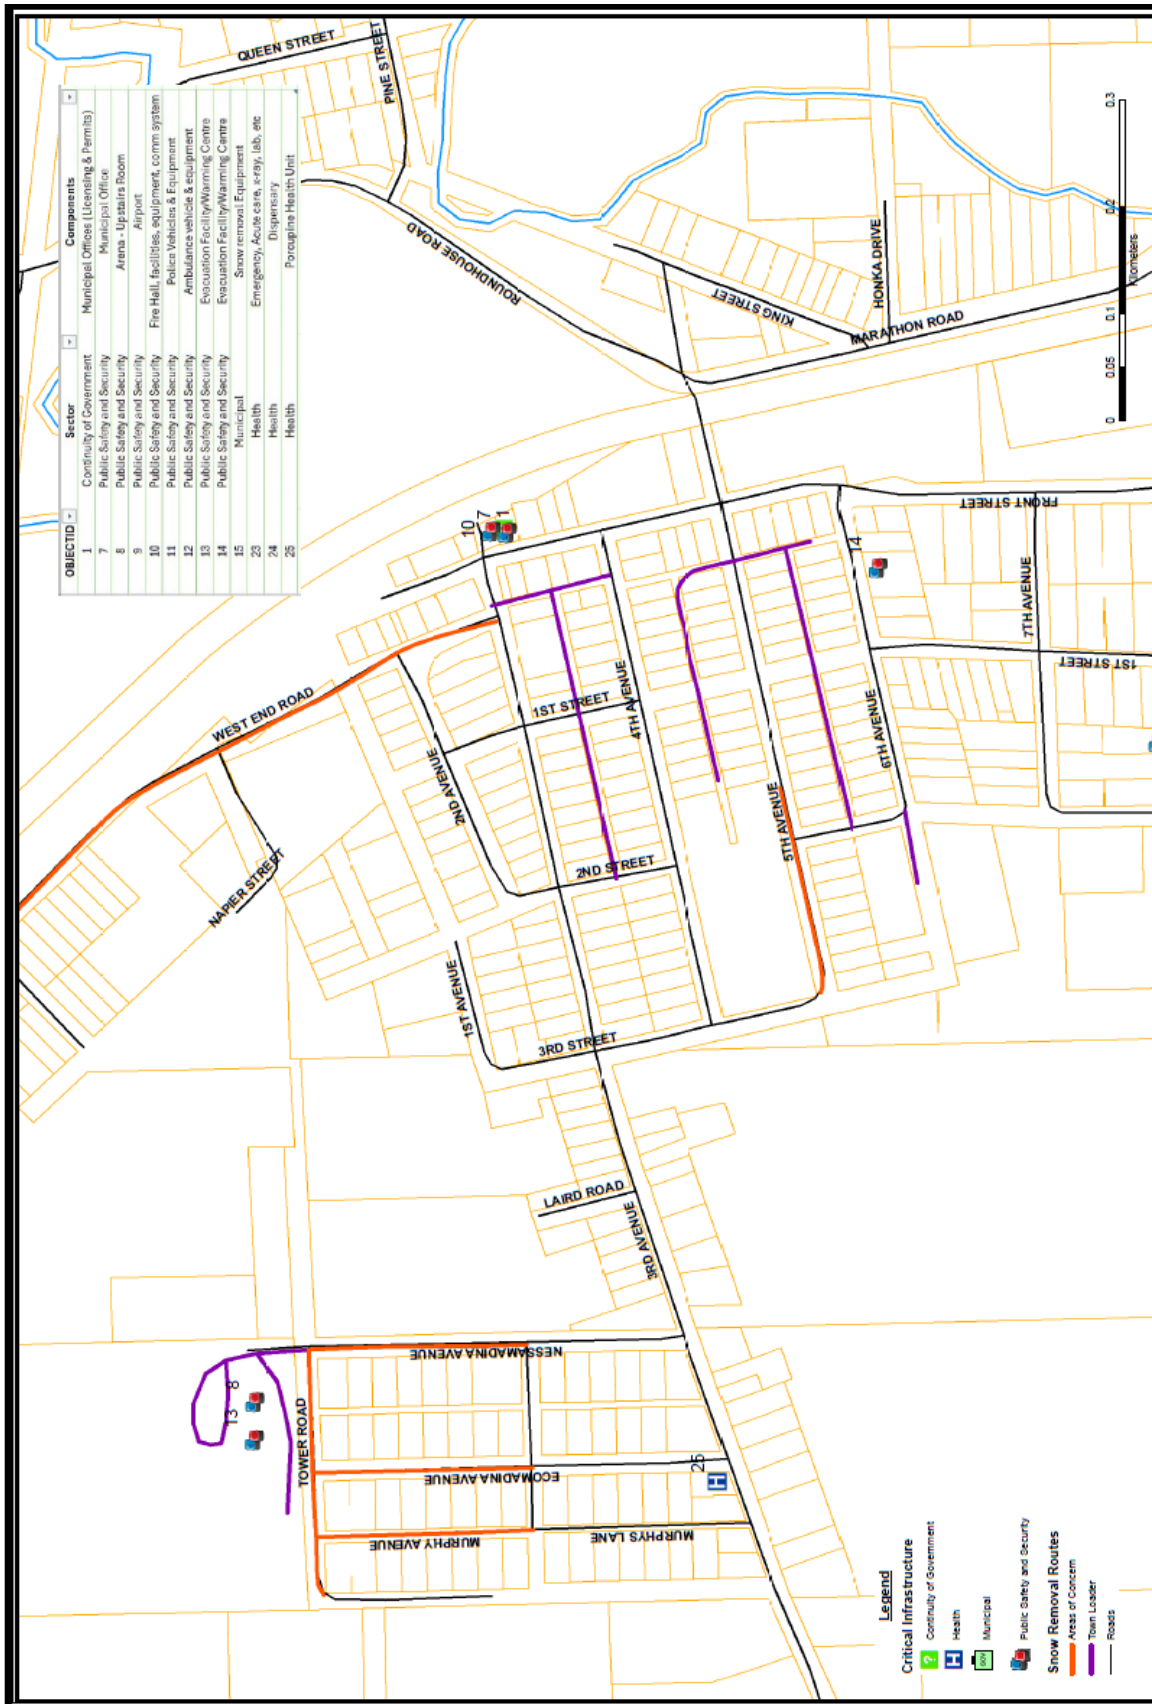 OBJECTID Sector Components
1 Continuity of Government Municipal Offices (Licensing & Permits)
7 Public Safety and Security Municipal Office
8 Public Safety and Security Arena - Upstairs Room
9 Public Safety and Security Airport
10 Public Safety and Security Fire Hall, facilities, equipment, comm system
11 Public Safety and Security Police Vehicles & Equipment
12 Public Safety and Security Ambulance vehicle & equipment
13 Public Safety and Security Evacuation Facility/Warming Centre
14 Public Safety and Security Evacuation Facility/Warming Centre
15 Municipal Snow removal Equipment
23 Health Emergency, Acute care, x-ray, lab, etc
24 Health Dispensary
25 Health Porcupine Health Unit
QUEEN STREET
PINE STREET
ROUNDHOUSE ROAD
KING STREET
HONKA DRIVE
MARATHON ROAD
FRONT STREET
7TH AVENUE
1ST STREET
10
7
1
14
WEST END ROAD
1ST STREET
4TH AVENUE
6TH AVENUE
2ND AVENUE
5TH AVENUE
2ND STREET
NAPIER STREET
1ST AVENUE
3RD STREET
LAIRD ROAD
3RD AVENUE
NESSAMADINA AVENUE
8
13
TOWER ROAD
ECOMADINA AVENUE
25
MURPHY AVENUE
MURPHYS LANE
Legend
Critical Infrastructure
? Continuity of Government
H Health
GOV Municipal
Public Safety and Security
Snow Removal Routes
Areas of Concern
Town Loader
Roads
0 0.05 0.1 0.2 0.3
Kilometers